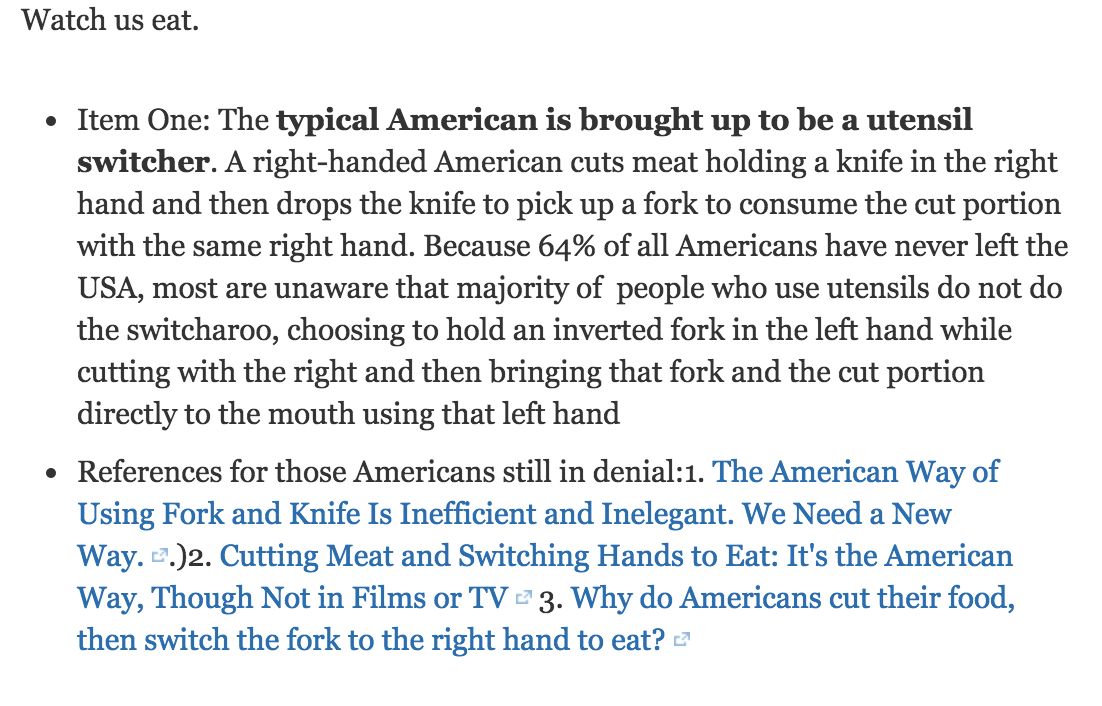 Watch us eat.
• Item One: The typical American is brought up to be a utensil
switcher. A right-handed American cuts meat holding a knife in the right
hand and then drops the knife to pick up a fork to consume the cut portion
with the same right hand. Because 64% of all Americans have never left the
USA, most are unaware that majority of  people who use utensils do not do
the switcharoo, choosing to hold an inverted fork in the left hand while
cutting with the right and then bringing that fork and the cut portion
directly to the mouth using that left hand
• References for those Americans still in denial:1. The American Way of
Using Fork and Knife Is Inefficient and Inelegant. We Need a New
Way. .)2. Cutting Meat and Switching Hands to Eat: It's the American
Way, Though Not in Films or TV 3. Why do Americans cut their food,
then switch the fork to the right hand to eat?